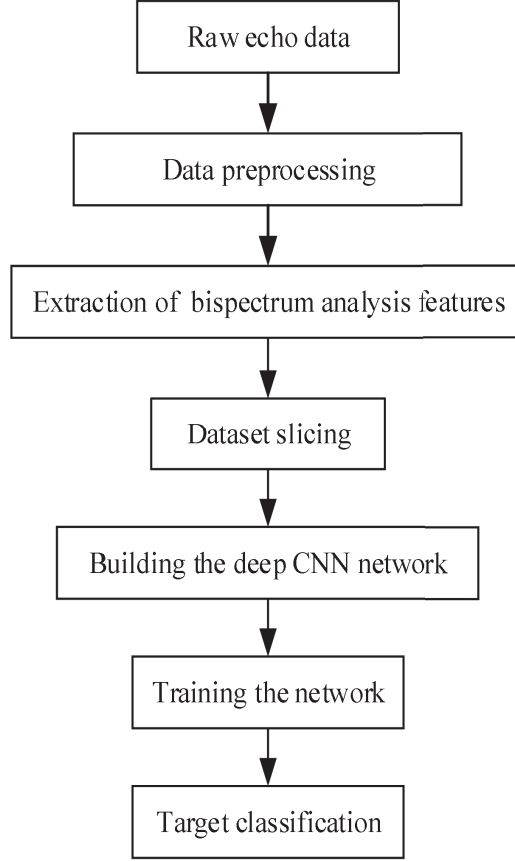 Raw echo data
Data preprocessing
Extraction of bispectrum analysis features
Dataset slicing
Building the deep CNN network
Training the network
Target classification